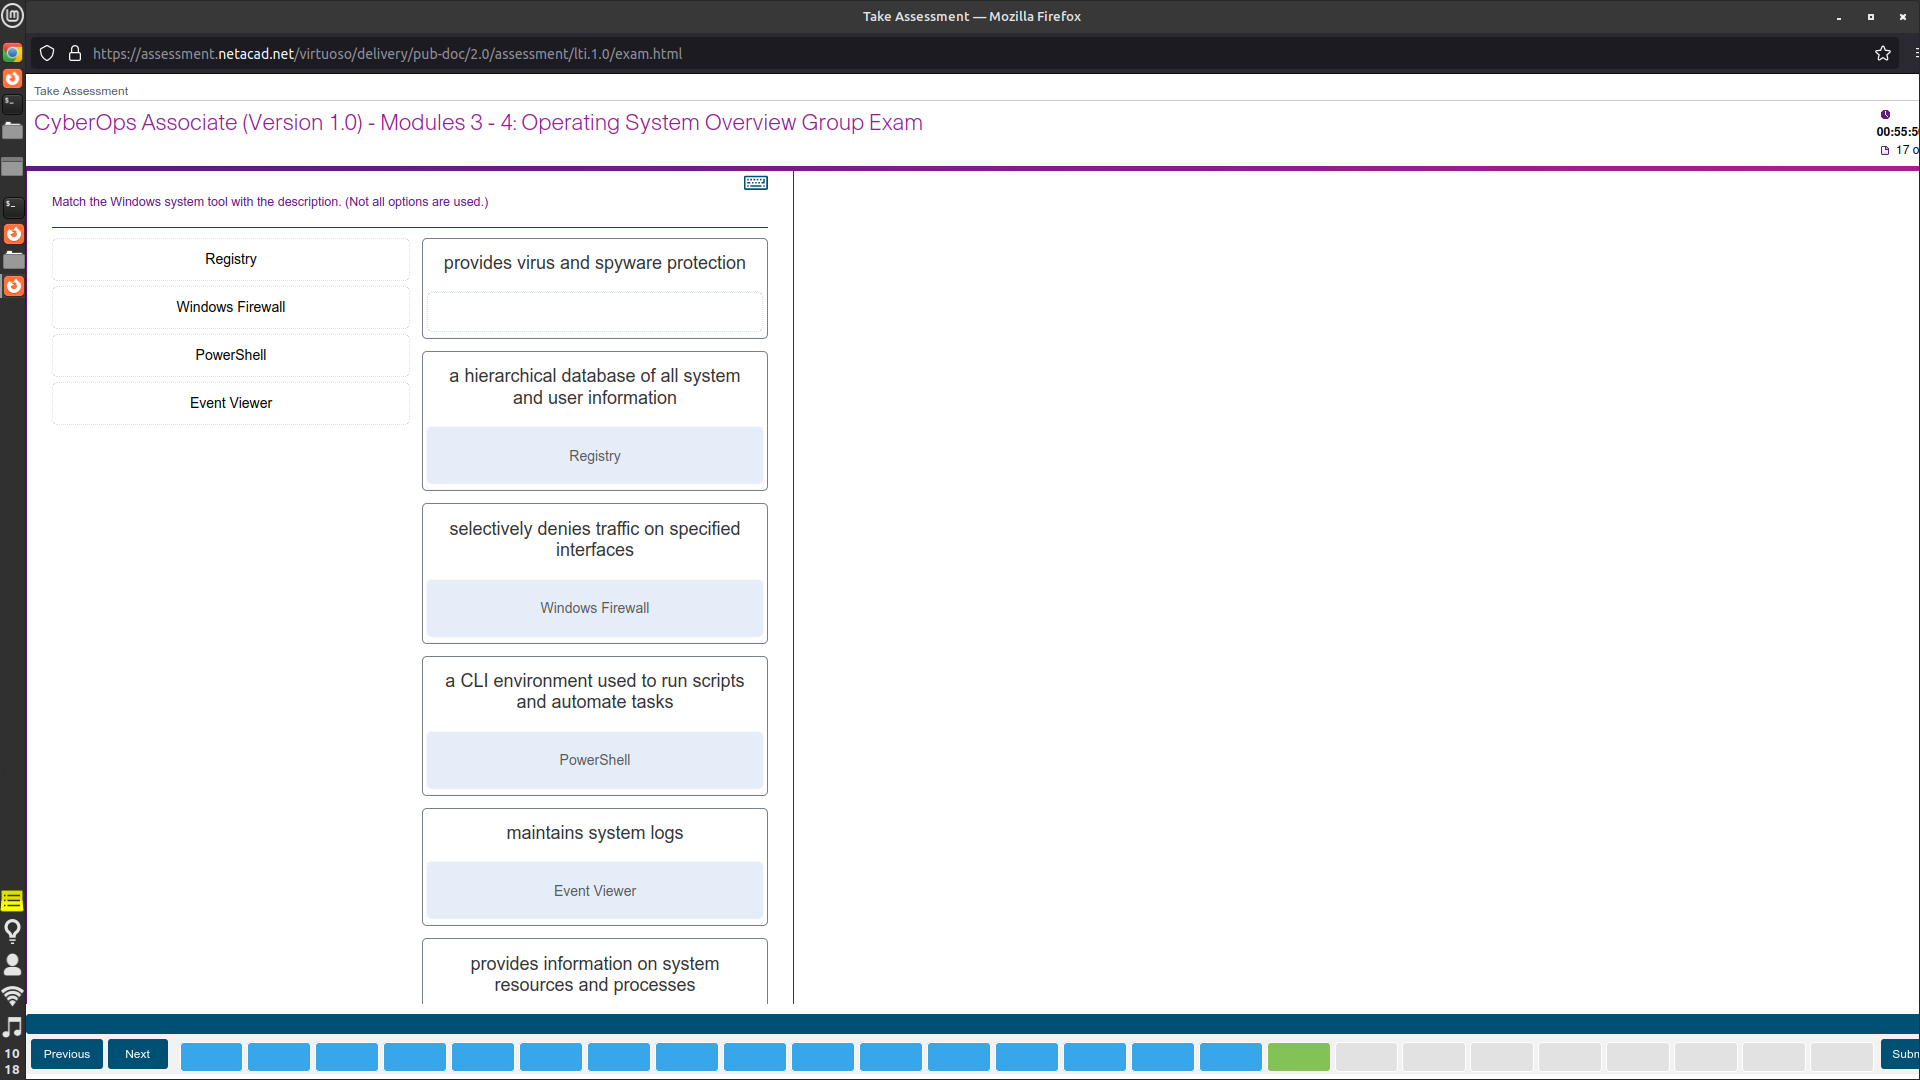 Take Assessment — Mozilla Firefox
https://assessment.netacad.net/virtuoso/delivery/pub-doc/2.0/assessment/lti.1.0/exam.html
Take Assessment
CyberOps Associate (Version 1.0) - Modules 3 - 4: Operating System Overview Group Exam
00:55:5
17 o
Match the Windows system tool with the description. (Not all options are used.)
Registry
Windows Firewall
PowerShell
Event Viewer
provides virus and spyware protection
a hierarchical database of all system
and user information
Registry
selectively denies traffic on specified
interfaces
Windows Firewall
a CLI environment used to run scripts
and automate tasks
PowerShell
maintains system logs
Event Viewer
provides information on system
resources and processes
Previous
Next
10
18